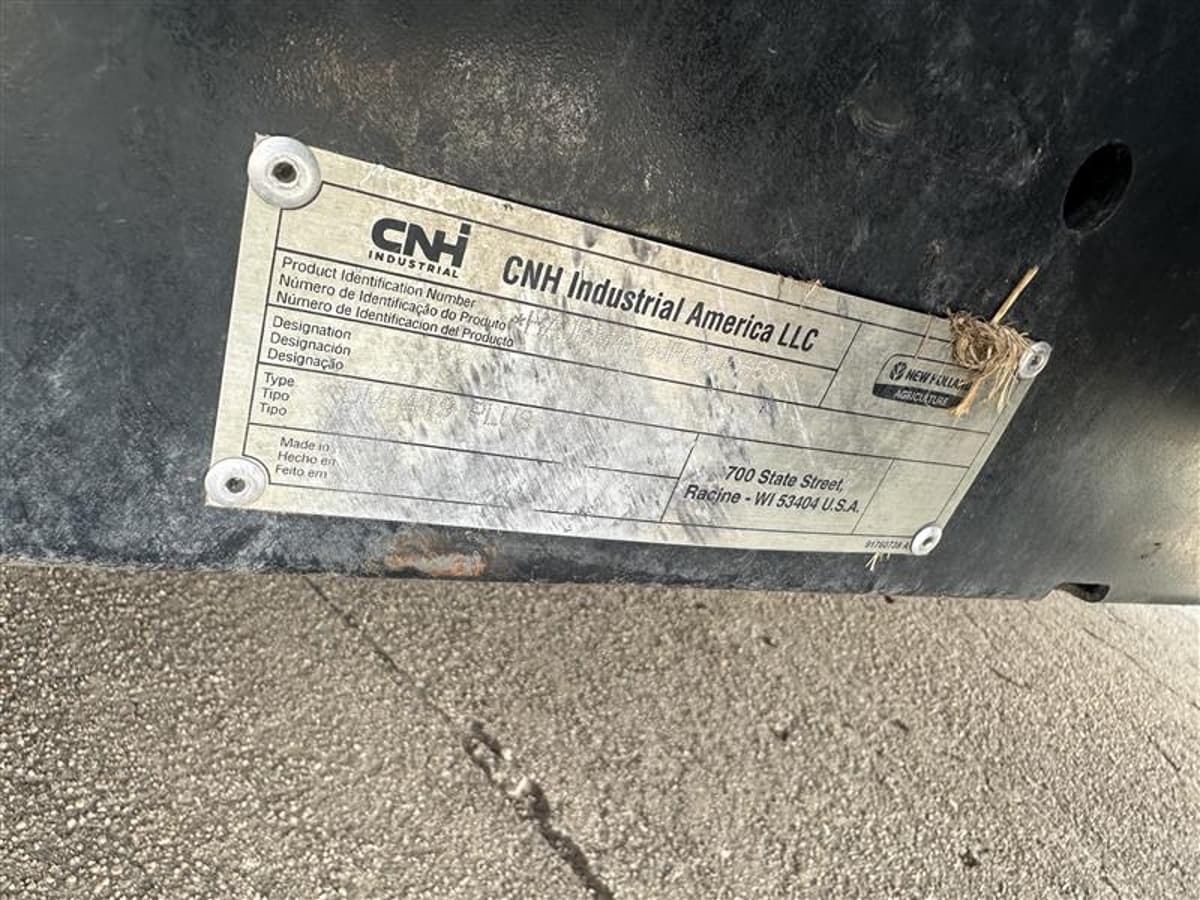 CNH
INDUSTRIAL
CNH Industrial America LLC
Product Identification Number
Número de Identificação do Produto
Número de Identificacion del Producto
NEW HOLLAND
AGRICULTURE
Designation
Designación
Designação
Type
Tipo
Tipo
PLUS
Made in
Hecho en
Feito em
700 State Street,
Racine - WI 53404 U.S.A.